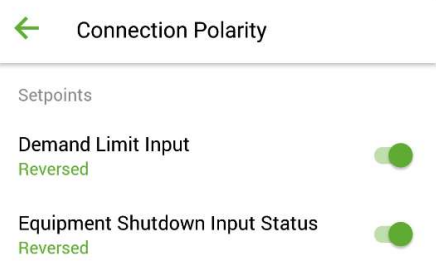 Connection Polarity
Setpoints
Demand Limit Input
Reversed
Equipment Shutdown Input Status
Reversed